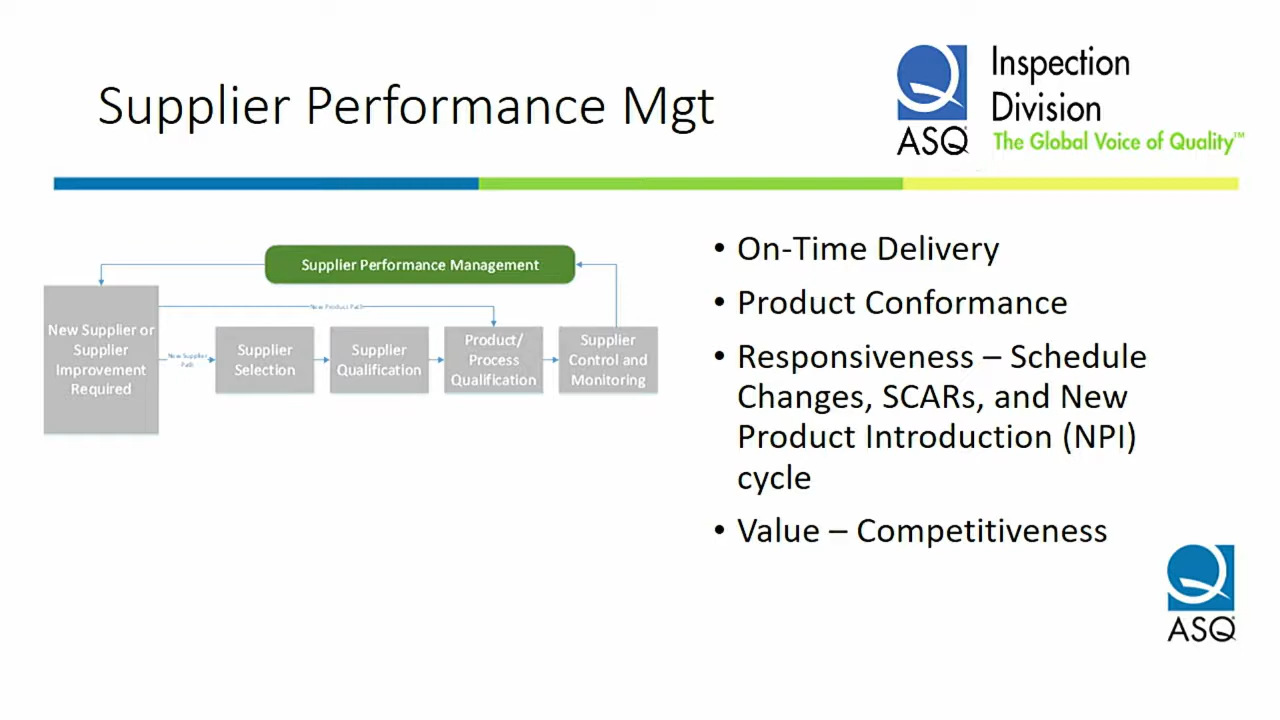 Supplier Performance Mgt
ASQ
Inspection
Division
The Global Voice of Quality™
Supplier Performance Management
New Product Path
New Supplier or
Supplier
Improvement
Required
New Supplier
Path
Supplier
Selection
Supplier
Qualification
Product/
Process
Qualification
Supplier
Control and
Monitoring
• On-Time Delivery
• Product Conformance
• Responsiveness – Schedule
Changes, SCARs, and New
Product Introduction (NPI)
cycle
• Value – Competitiveness
ASQ